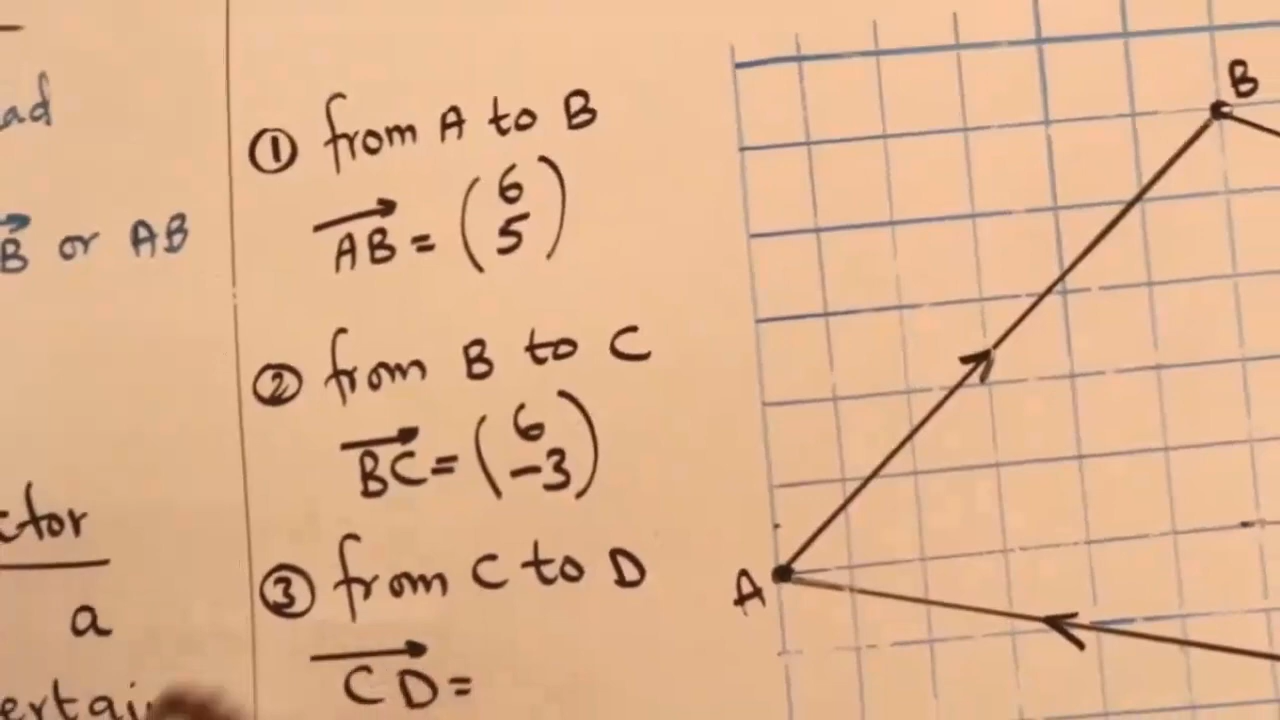 ad
B or AB
ctor
a
ertai
① from A to B
AB = (6 5)
② from B to C
BC = (6 -3)
③ from C to D
CD =
A
B